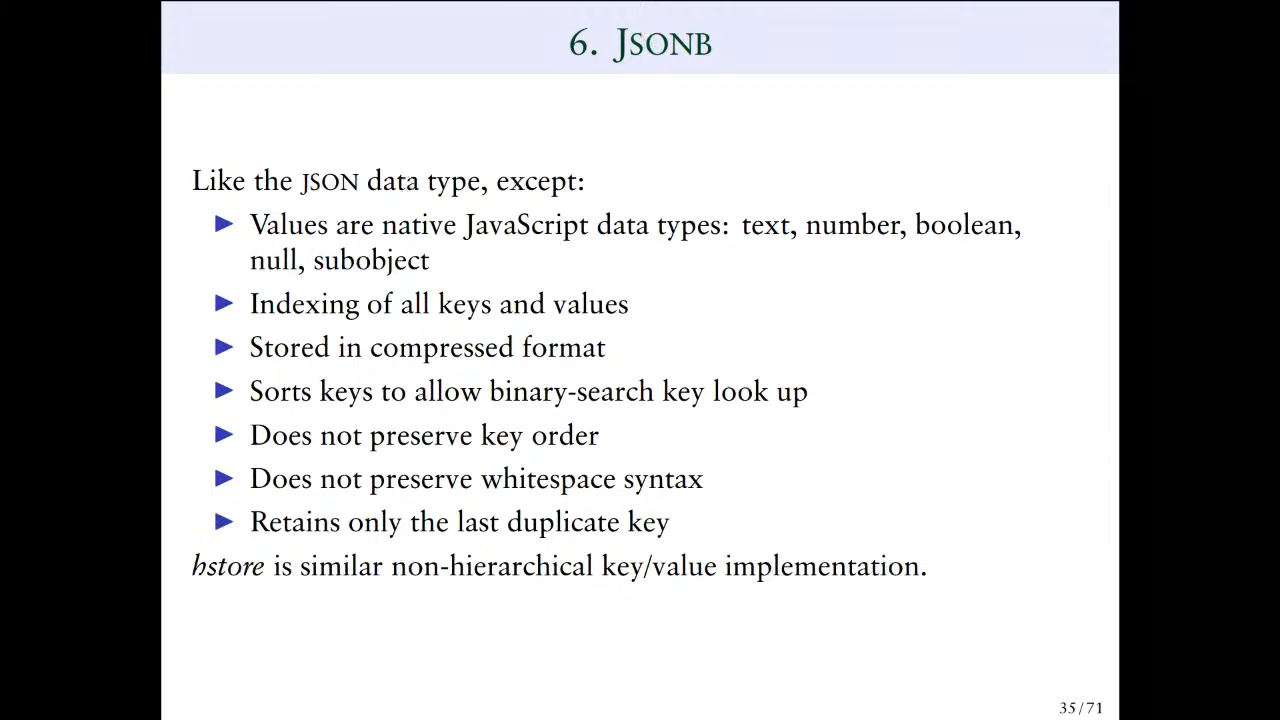 6. Jsonb
Like the JSON data type, except:
▶ Values are native JavaScript data types: text, number, boolean,
null, subobject
▶ Indexing of all keys and values
▶ Stored in compressed format
▶ Sorts keys to allow binary-search key look up
▶ Does not preserve key order
▶ Does not preserve whitespace syntax
▶ Retains only the last duplicate key
hstore is similar non-hierarchical key/value implementation.
35/71